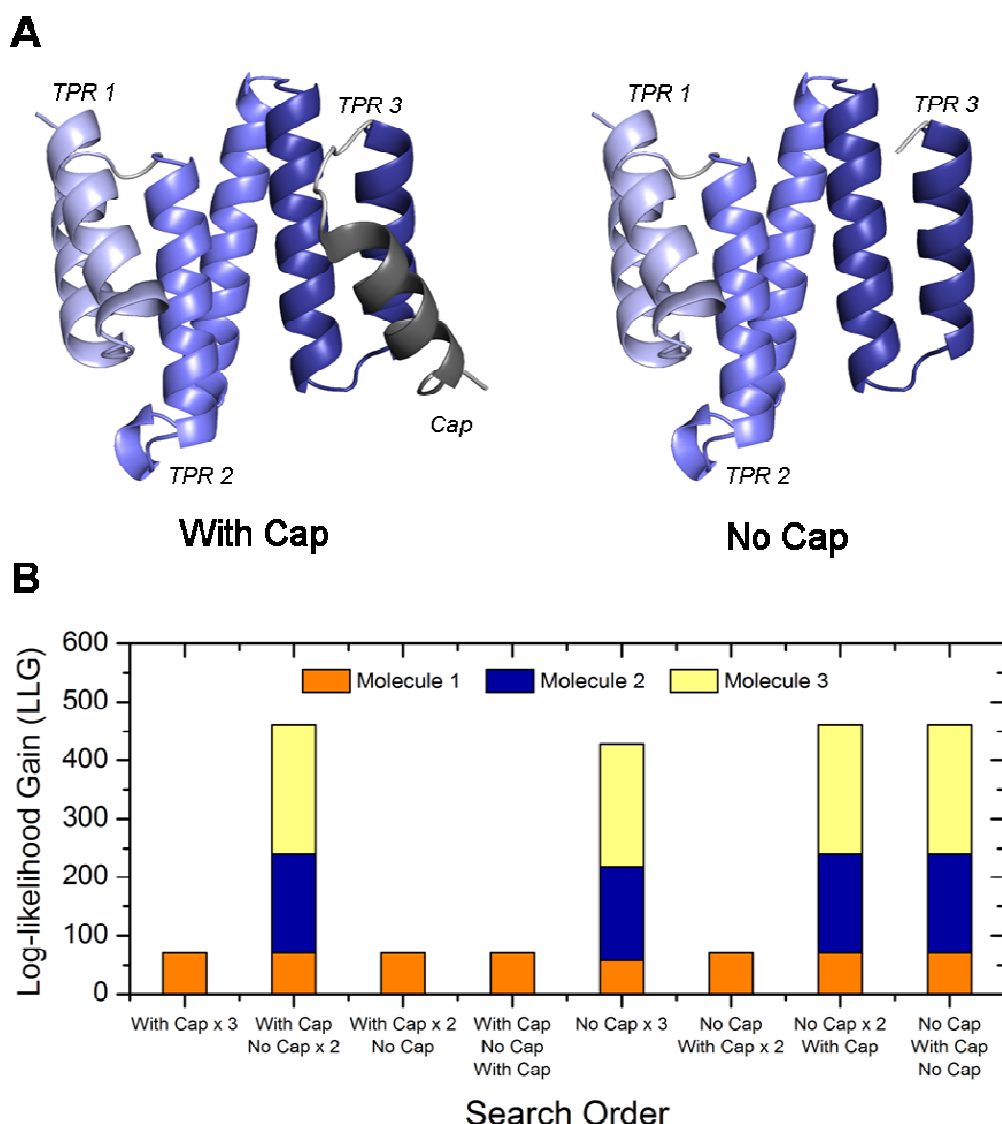 A
TPR 1
TPR 3
Cap
TPR 2
With Cap
TPR 1
TPR 3
TPR 2
No Cap
B
Log-likelihood Gain (LLG)
600
500
400
300
200
100
0
Molecule 1
Molecule 2
Molecule 3
With Cap x 3
With Cap
No Cap x 2
With Cap x 2
No Cap
With Cap
No Cap
With Cap
No Cap x 3
No Cap
With Cap x 2
No Cap x 2
With Cap
No Cap
With Cap
No Cap
Search Order